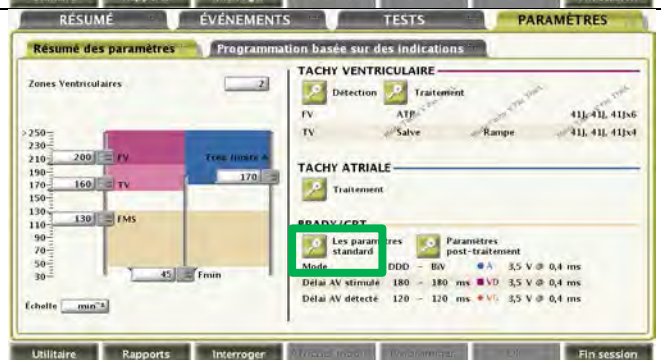 RÉSUMÉ ÉVÉNEMENTS TESTS PARAMÈTRES
Résumé des paramètres Programmation basée sur des indications
Zones Ventriculaires 2
TACHY VENTRICULAIRE
Détection Traitement
FV ATP 41J, 41J, 41Jx6
TV Salve Rampe 41J, 41J, 41Jx4
>250
230
210 200 FV
190
170 160 TV 170
150
130 130 FMS
110
90
70
50
30 45 Fmin
Échelle min⁻¹
TACHY ATRIALE
Traitement
BRADY/CRT
Les paramètres standard
Paramètres post-traitement
Mode DDD - BiV A 3,5 V @ 0,4 ms
Délai AV stimulé 180 - 180 ms VD 3,5 V @ 0,4 ms
Délai AV détecté 120 - 120 ms VG 3,5 V @ 0,4 ms
Utilitaire Rapports Interroger Fin session